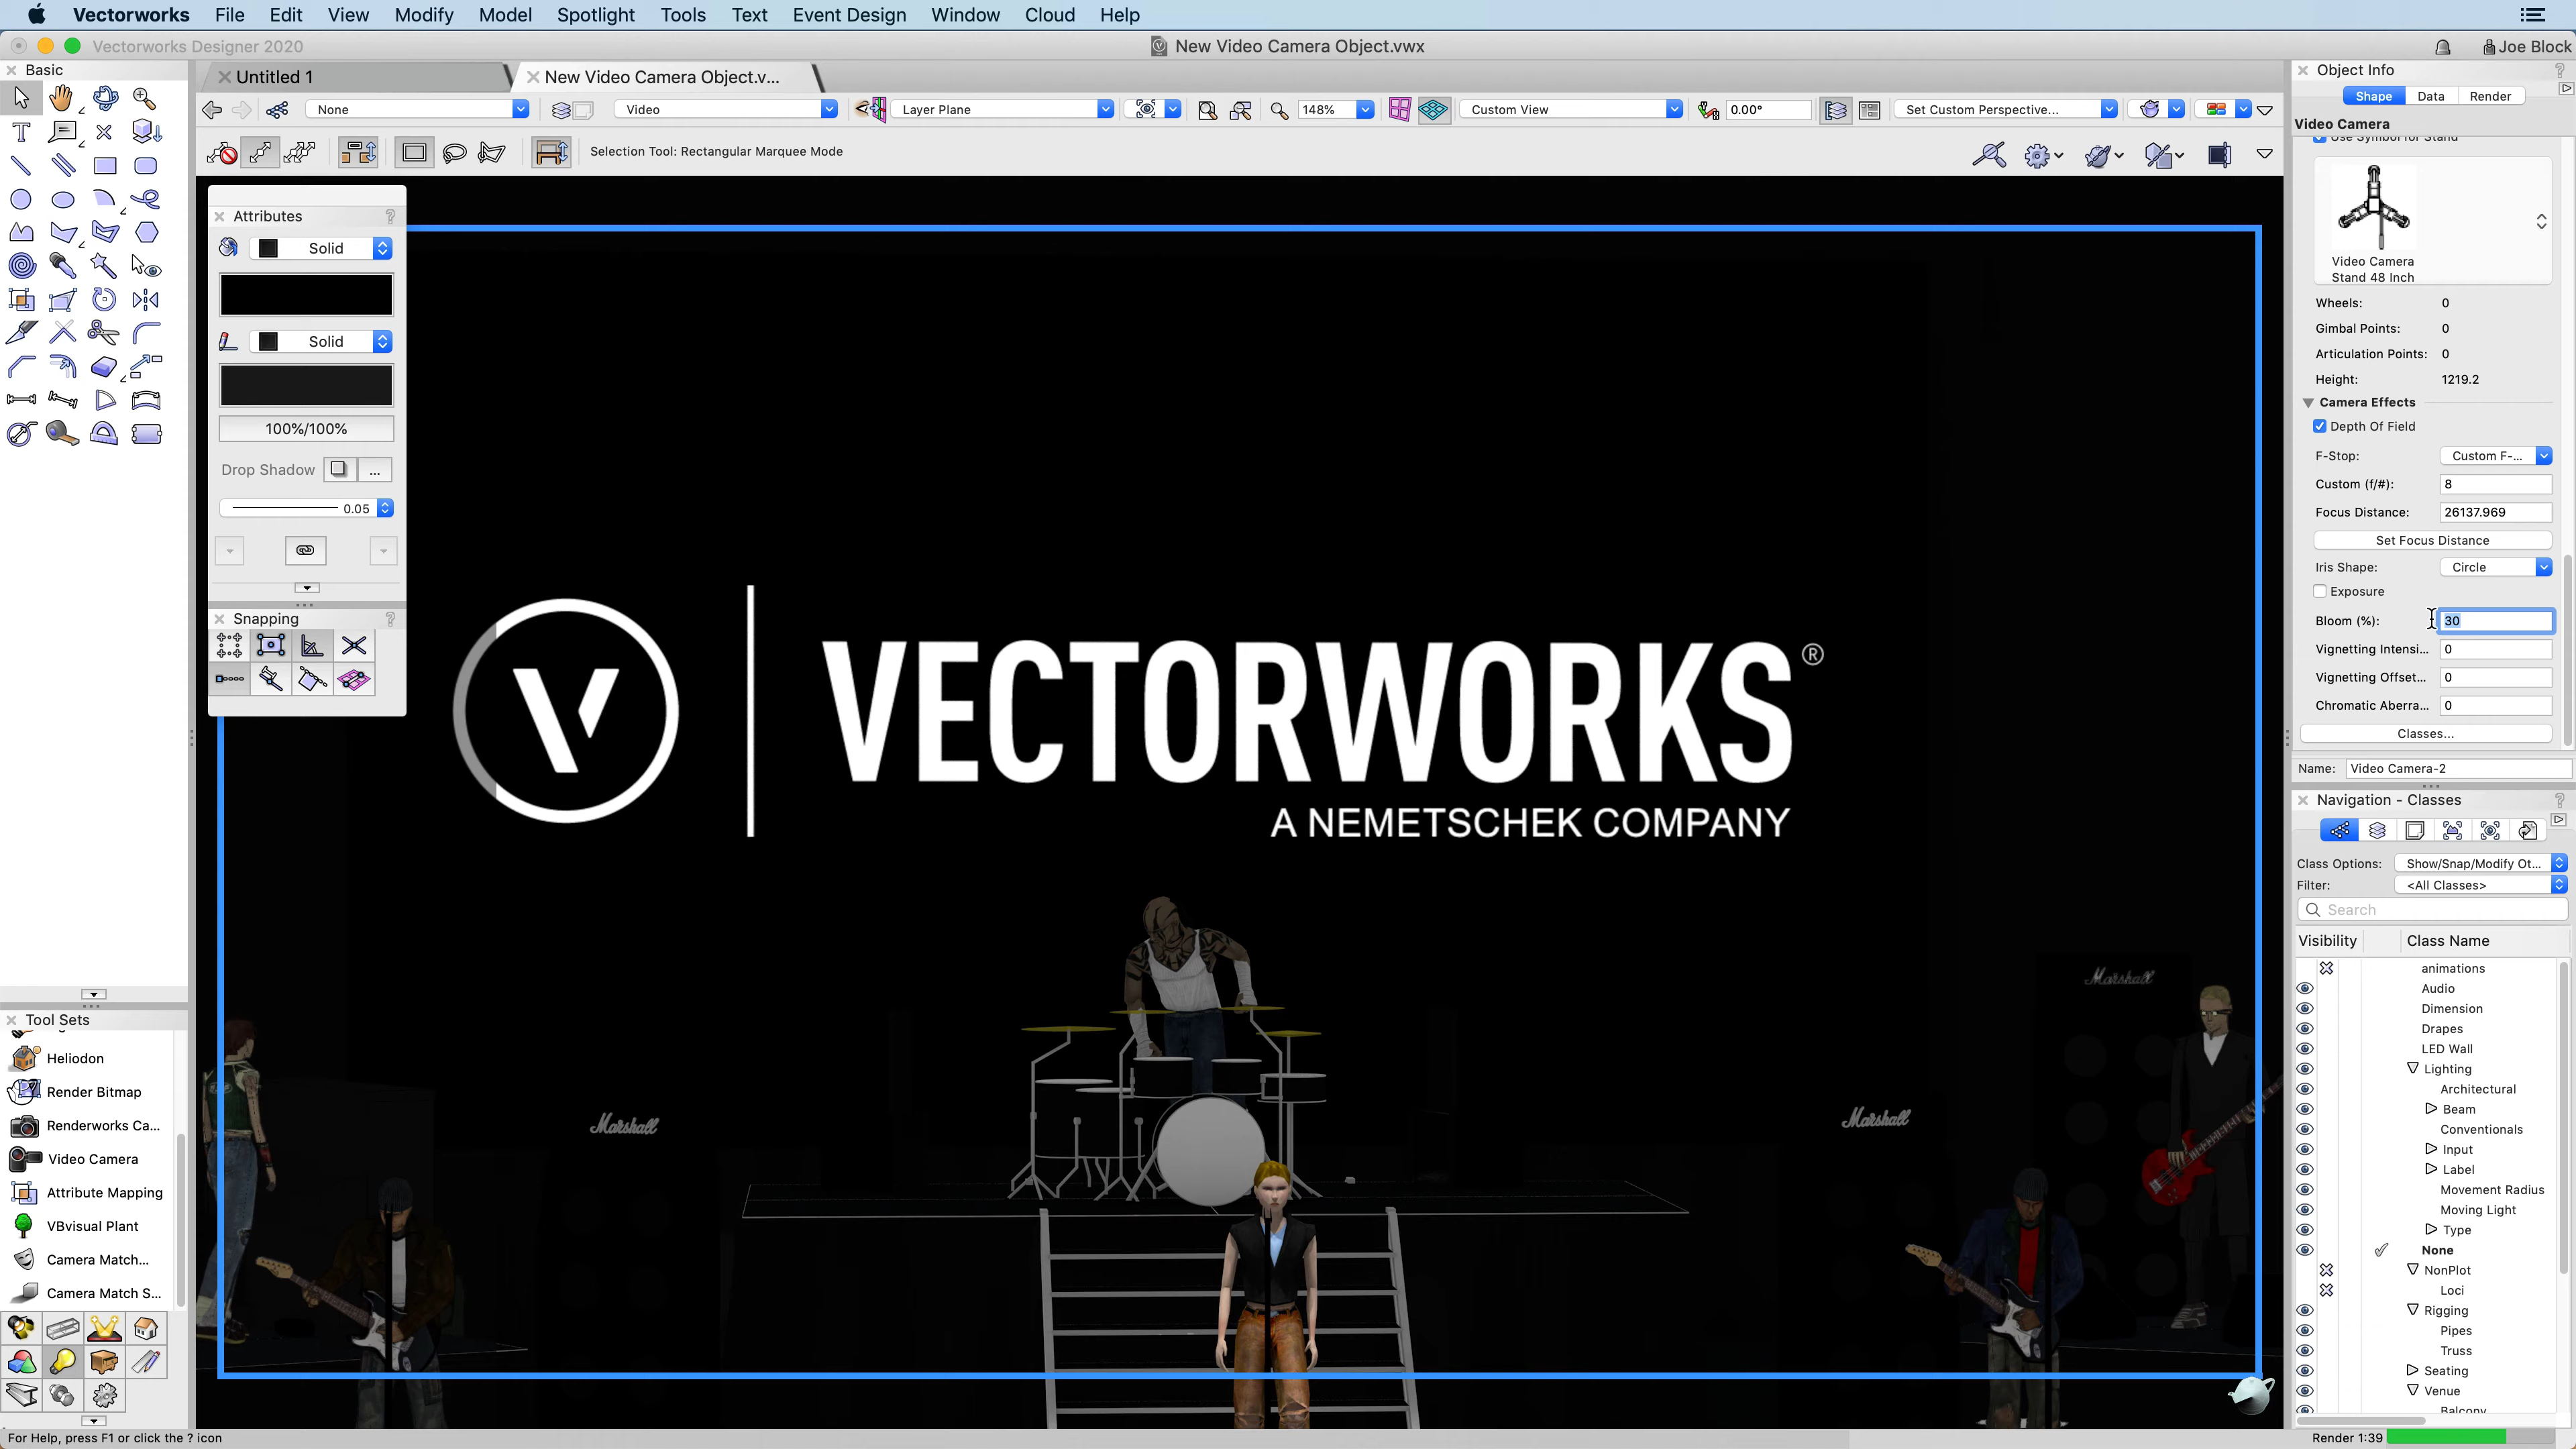 Vectorworks File Edit View Modify Model Spotlight Tools Text Event Design Window Cloud Help
Vectorworks Designer 2020
New Video Camera Object.vwx
Joe Block
Basic
Untitled 1
New Video Camera Object.v...
None
Video
Layer Plane
148%
Custom View
0.00°
Set Custom Perspective...
Selection Tool: Rectangular Marquee Mode
Attributes
Solid
Solid
100%/100%
Drop Shadow
...
0.05
Snapping
V
VECTORWORKS®
A NEMETSCHEK COMPANY
Marshall
Marshall
Marshall
Tool Sets
Heliodon
Render Bitmap
Renderworks Ca...
Video Camera
Attribute Mapping
VBvisual Plant
Camera Match...
Camera Match S...
For Help, press F1 or click the ? icon
Object Info
Shape Data Render
Video Camera
Use Symbol for Stand
Video Camera
Stand 48 Inch
Wheels: 0
Gimbal Points: 0
Articulation Points: 0
Height: 1219.2
Camera Effects
Depth Of Field
F-Stop: Custom F-...
Custom (f/#): 8
Focus Distance: 26137.969
Set Focus Distance
Iris Shape: Circle
Exposure
Bloom (%): 30
Vignetting Intensi... 0
Vignetting Offset... 0
Chromatic Aberra... 0
Classes...
Name: Video Camera-2
Navigation - Classes
Class Options: Show/Snap/Modify Ot...
Filter: <All Classes>
Search
Visibility Class Name
animations
Audio
Dimension
Drapes
LED Wall
Lighting
Architectural
Beam
Conventionals
Input
Label
Movement Radius
Moving Light
Type
None
NonPlot
Loci
Rigging
Pipes
Truss
Seating
Venue
Balcony
Render 1:39